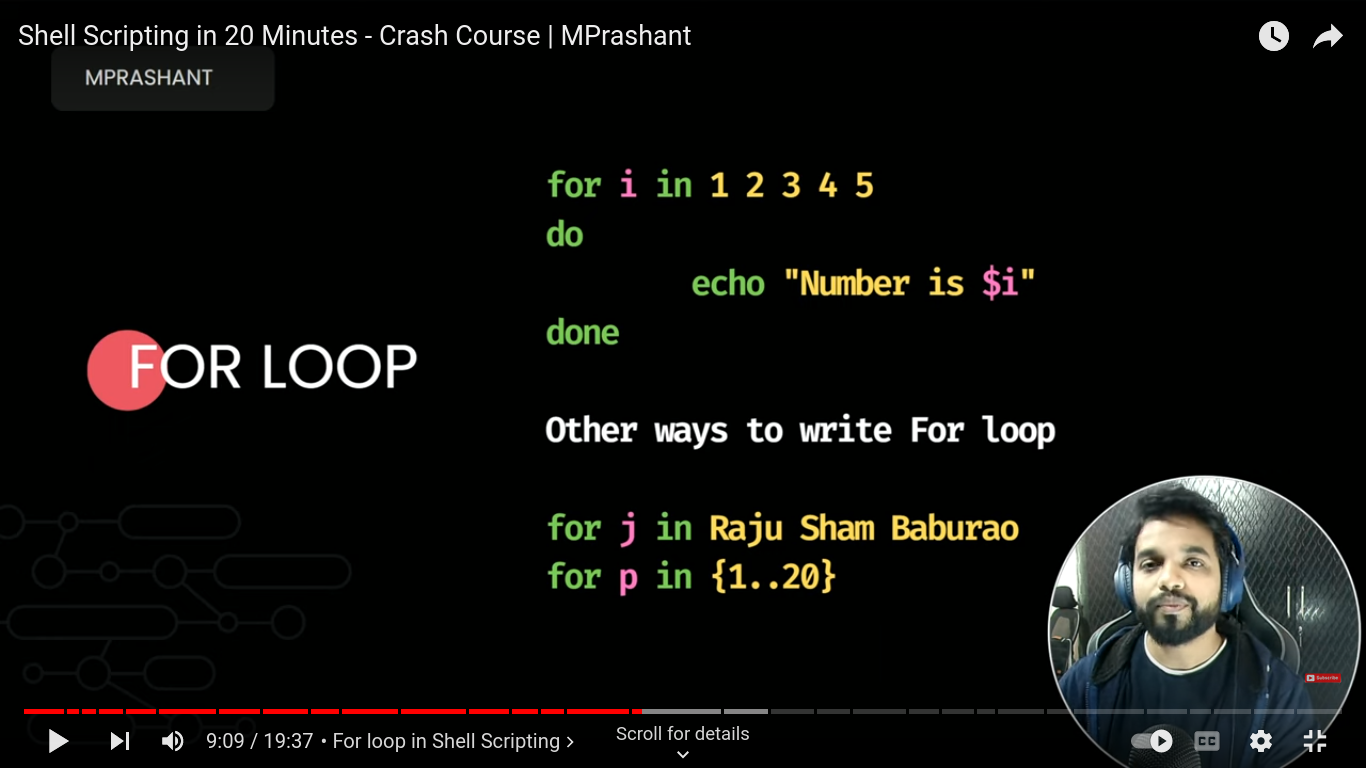 Shell Scripting in 20 Minutes - Crash Course | MPrashant
MPRASHANT
FOR LOOP
for i in 1 2 3 4 5
do
echo "Number is $i"
done
Other ways to write For loop
for j in Raju Sham Baburao
for p in {1..20}
Subscribe
9:09 / 19:37 • For loop in Shell Scripting
Scroll for details
CC